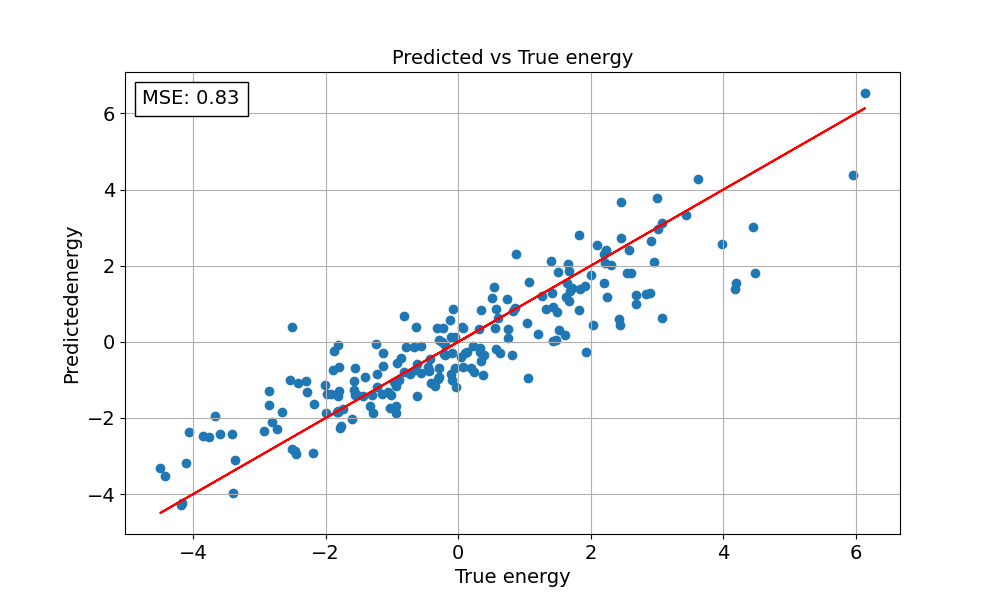 Predicted vs True energy
MSE: 0.83
6
4
2
0
−2
−4
Predictedenergy
−4 −2 0 2 4 6
True energy